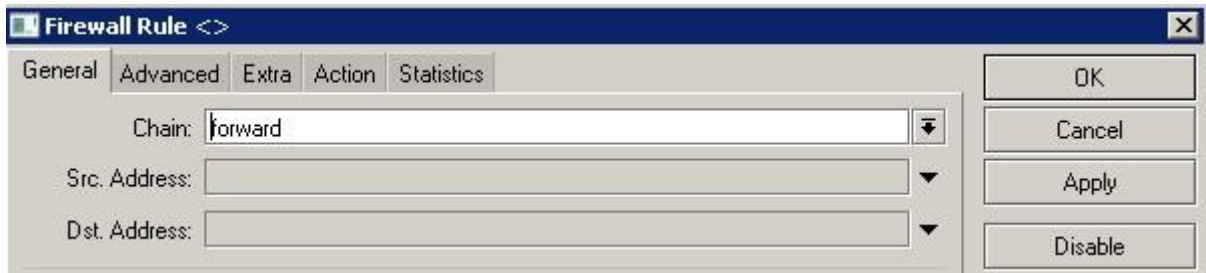 Firewall Rule <>
General Advanced Extra Action Statistics
OK
Chain: forward
Cancel
Src. Address:
Apply
Dst. Address:
Disable